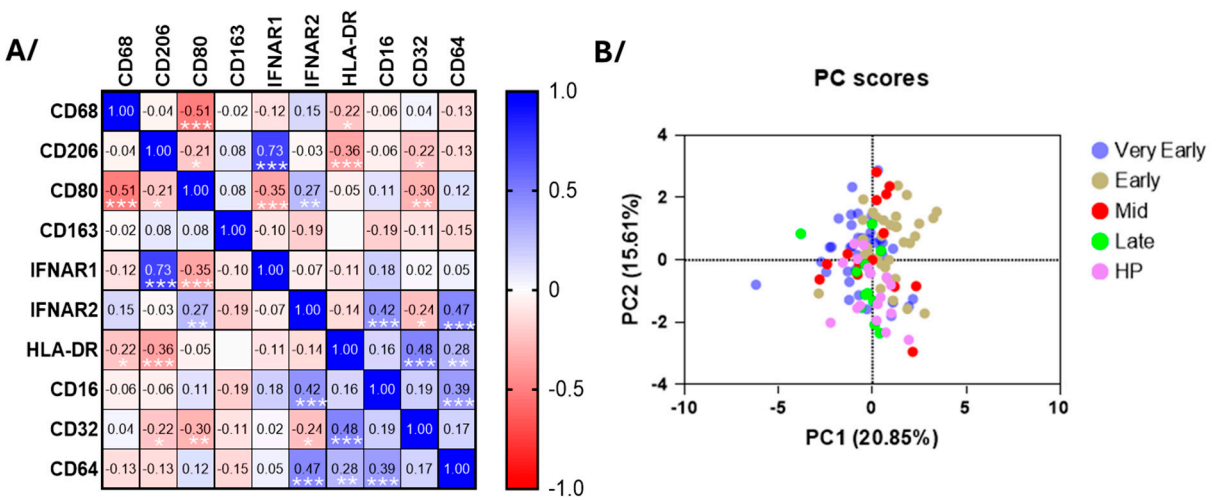 A/
CD68 CD206 CD80 CD163 IFNAR1 IFNAR2 HLA-DR CD16 CD32 CD64
CD68 1.00 -0.04 -0.51 *** -0.02 -0.12 0.15 -0.22 * -0.06 0.04 -0.13
CD206 -0.04 1.00 -0.21 * 0.08 0.73 *** -0.03 -0.36 *** -0.06 -0.22 * -0.13
CD80 -0.51 *** -0.21 * 1.00 0.08 -0.35 *** 0.27 ** -0.05 0.11 -0.30 ** 0.12
CD163 -0.02 0.08 0.08 1.00 -0.10 -0.19 -0.19 -0.11 -0.15
IFNAR1 -0.12 0.73 *** -0.35 *** -0.10 1.00 -0.07 -0.11 0.18 0.02 0.05
IFNAR2 0.15 -0.03 0.27 ** -0.19 -0.07 1.00 -0.14 0.42 *** -0.24 * 0.47 ***
HLA-DR -0.22 * -0.36 *** -0.05 -0.11 -0.14 1.00 0.16 0.48 *** 0.28 **
CD16 -0.06 -0.06 0.11 -0.19 0.18 0.42 *** 0.16 1.00 0.19 0.39 ***
CD32 0.04 -0.22 * -0.30 ** -0.11 0.02 -0.24 * 0.48 *** 0.19 1.00 0.17
CD64 -0.13 -0.13 0.12 -0.15 0.05 0.47 *** 0.28 ** 0.39 *** 0.17 1.00
1.0
0.5
0
-0.5
-1.0
B/
PC scores
PC2 (15.61%)
4
2
0
-2
-4
-10 -5 0 5 10
PC1 (20.85%)
Very Early
Early
Mid
Late
HP